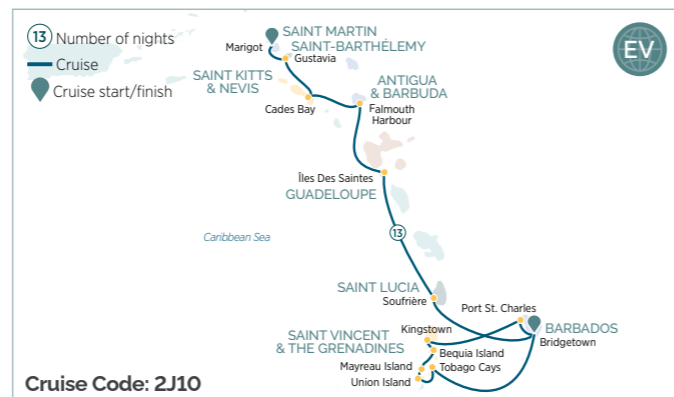 13 Number of nights
Cruise
Cruise start/finish
EV
SAINT MARTIN
Marigot
SAINT-BARTHÉLEMY
Gustavia
SAINT KITTS
& NEVIS
Cades Bay
ANTIGUA
& BARBUDA
Falmouth
Harbour
Îles Des Saintes
GUADELOUPE
Caribbean Sea
13
SAINT LUCIA
Soufrière
Port St. Charles
BARBADOS
Bridgetown
Kingstown
SAINT VINCENT
& THE GRENADINES
Bequia Island
Mayreau Island
Tobago Cays
Union Island
Cruise Code: 2J10